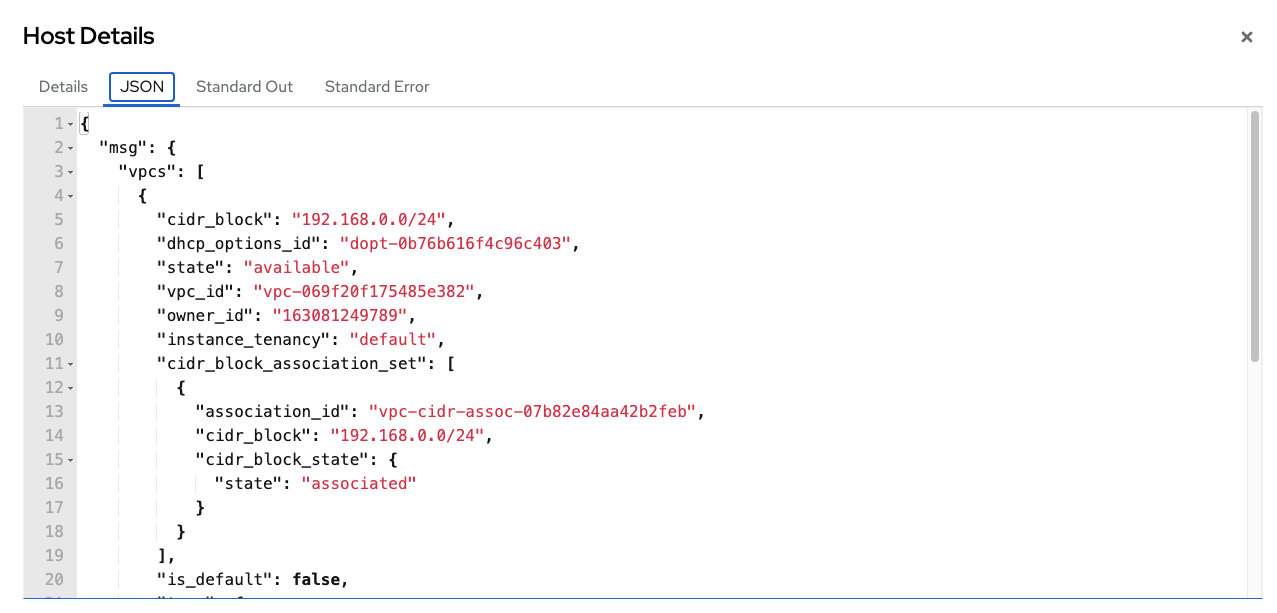 Host Details
×
Details JSON Standard Out Standard Error
1 {
2 "msg": {
3 "vpcs": [
4 {
5 "cidr_block": "192.168.0.0/24",
6 "dhcp_options_id": "dopt-0b76b616f4c96c403",
7 "state": "available",
8 "vpc_id": "vpc-069f20f175485e382",
9 "owner_id": "163081249789",
10 "instance_tenancy": "default",
11 "cidr_block_association_set": [
12 {
13 "association_id": "vpc-cidr-assoc-07b82e84aa42b2feb",
14 "cidr_block": "192.168.0.0/24",
15 "cidr_block_state": {
16 "state": "associated"
17 }
18 }
19 ],
20 "is_default": false,